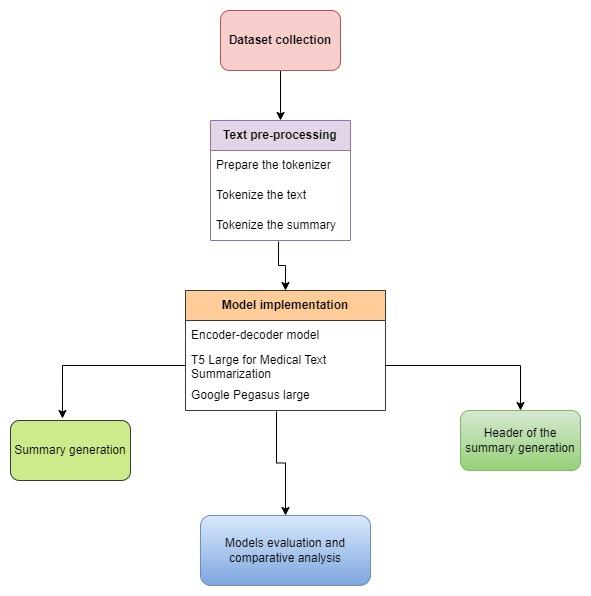 Dataset collection
Text pre-processing
Prepare the tokenizer
Tokenize the text
Tokenize the summary
Model implementation
Encoder-decoder model
T5 Large for Medical Text
Summarization
Google Pegasus large
Summary generation
Header of the
summary generation
Models evaluation and
comparative analysis